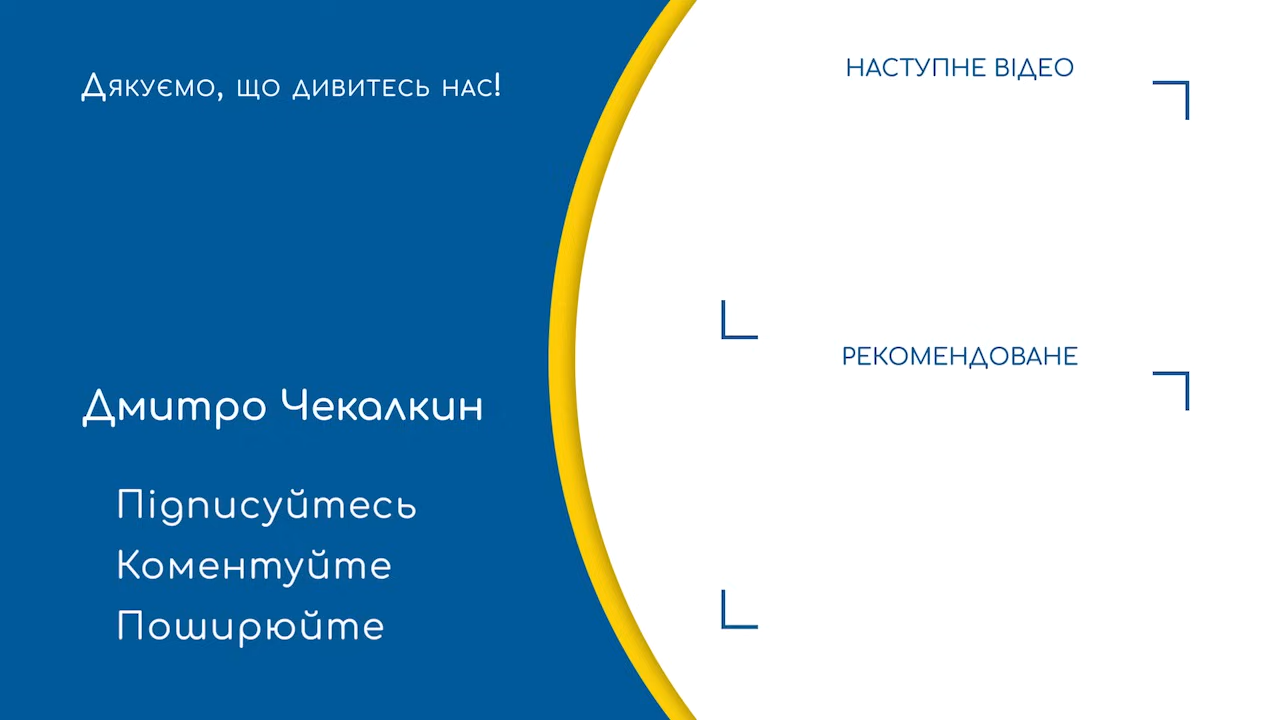 Дякуємо, що дивитесь нас!
Дмитро Чекалкин
Підписуйтесь
Коментуйте
Поширюйте
НАСТУПНЕ ВІДЕО
РЕКОМЕНДОВАНЕ